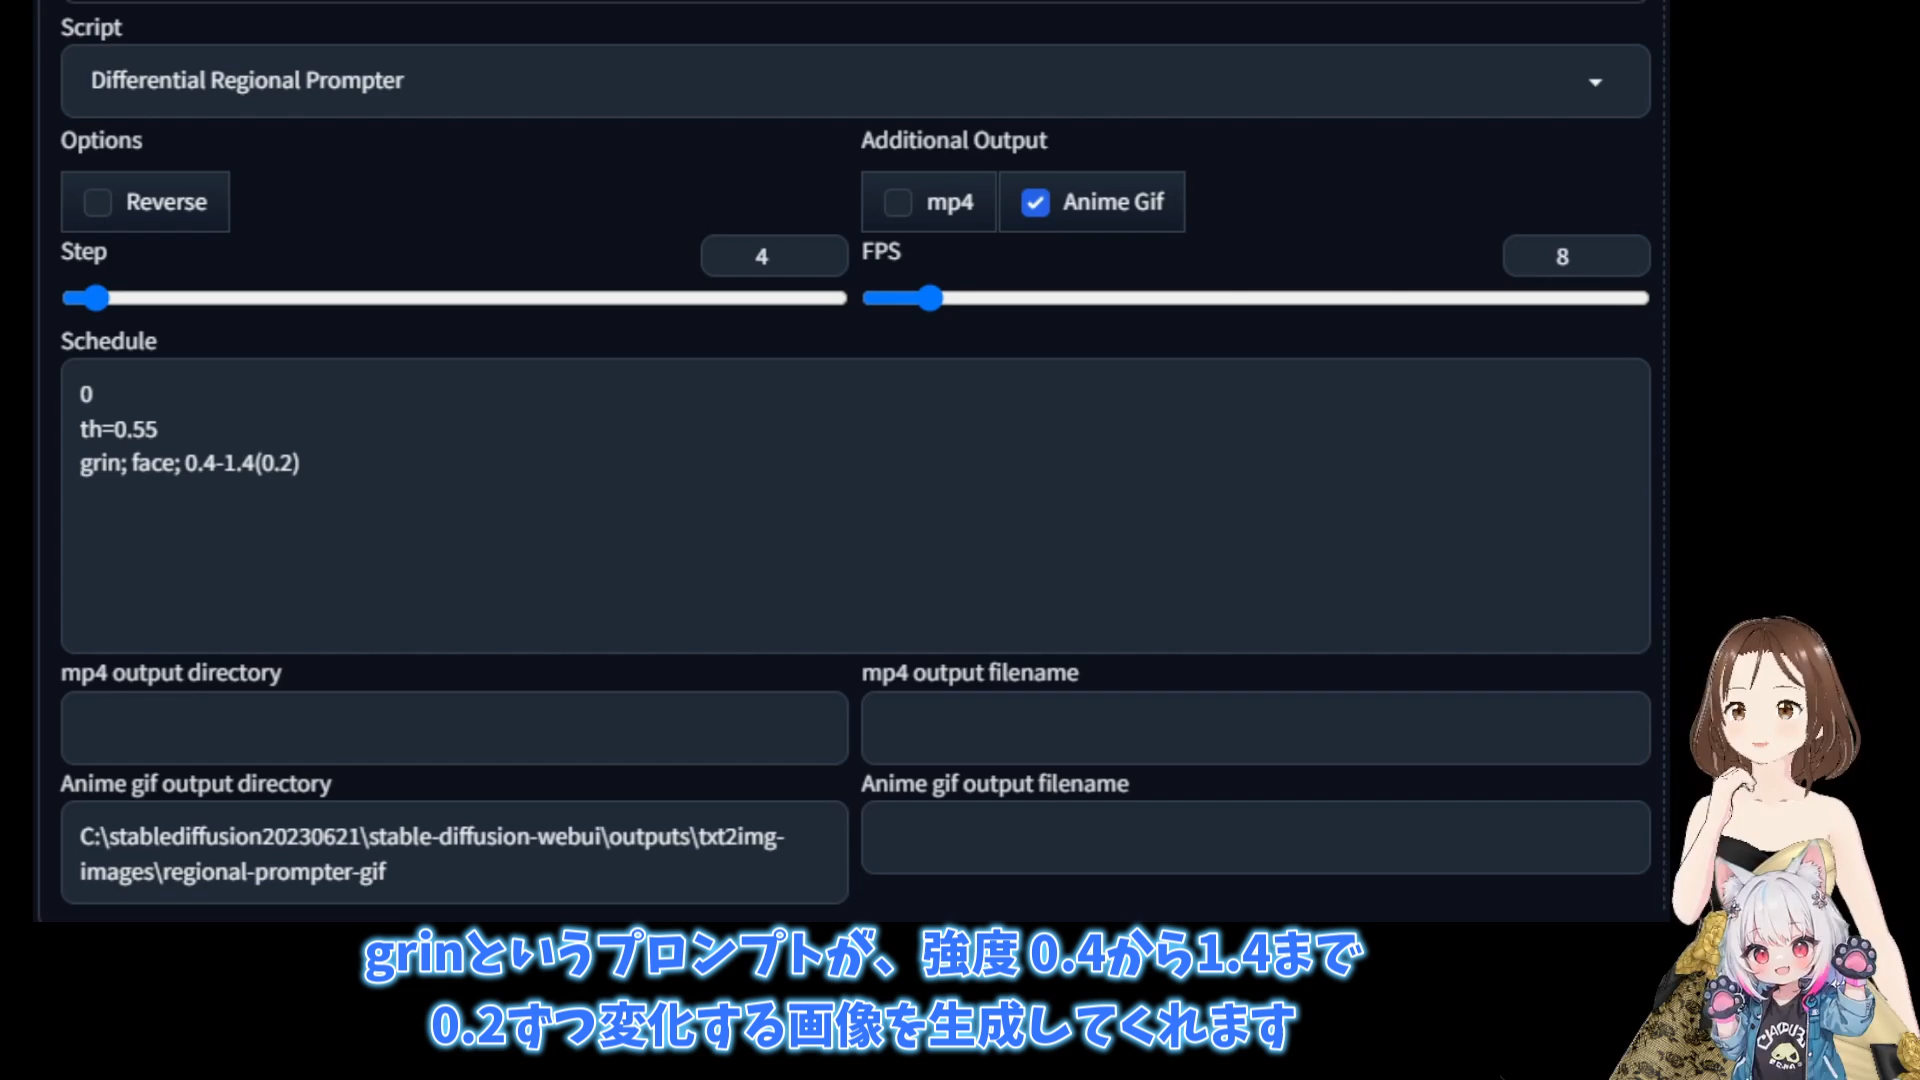 Script
Differential Regional Prompter
Options
Additional Output
Reverse
mp4
Anime Gif
Step
4
FPS
8
Schedule
0
th=0.55
grin; face; 0.4-1.4(0.2)
mp4 output directory
mp4 output filename
Anime gif output directory
Anime gif output filename
C:\stablediffusion20230621\stable-diffusion-webui\outputs\txt2img-
images\regional-prompter-gif
grinというプロンプトが、強度 0.4から1.4まで
0.2ずつ変化する画像を生成してくれます